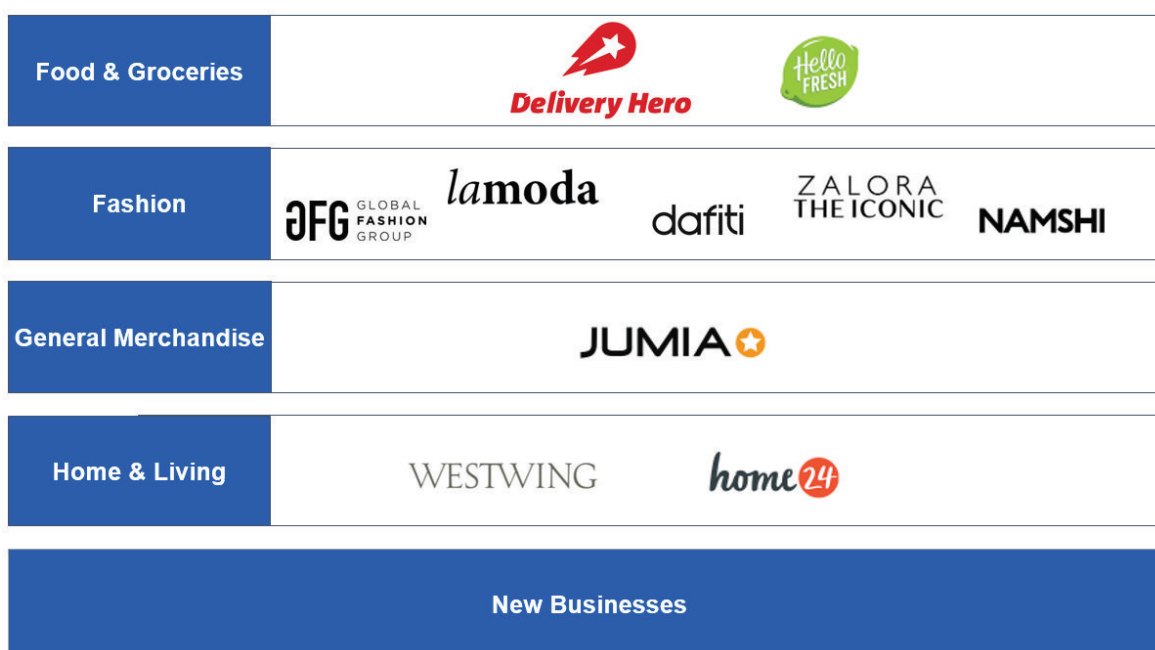 Food & Groceries
Delivery Hero
Hello
FRESH
Fashion
GFG GLOBAL
FASHION
GROUP
lamoda
dafiti
ZALORA
THE ICONIC
NAMSHI
General Merchandise
JUMIA
Home & Living
WESTWING
home24
New Businesses